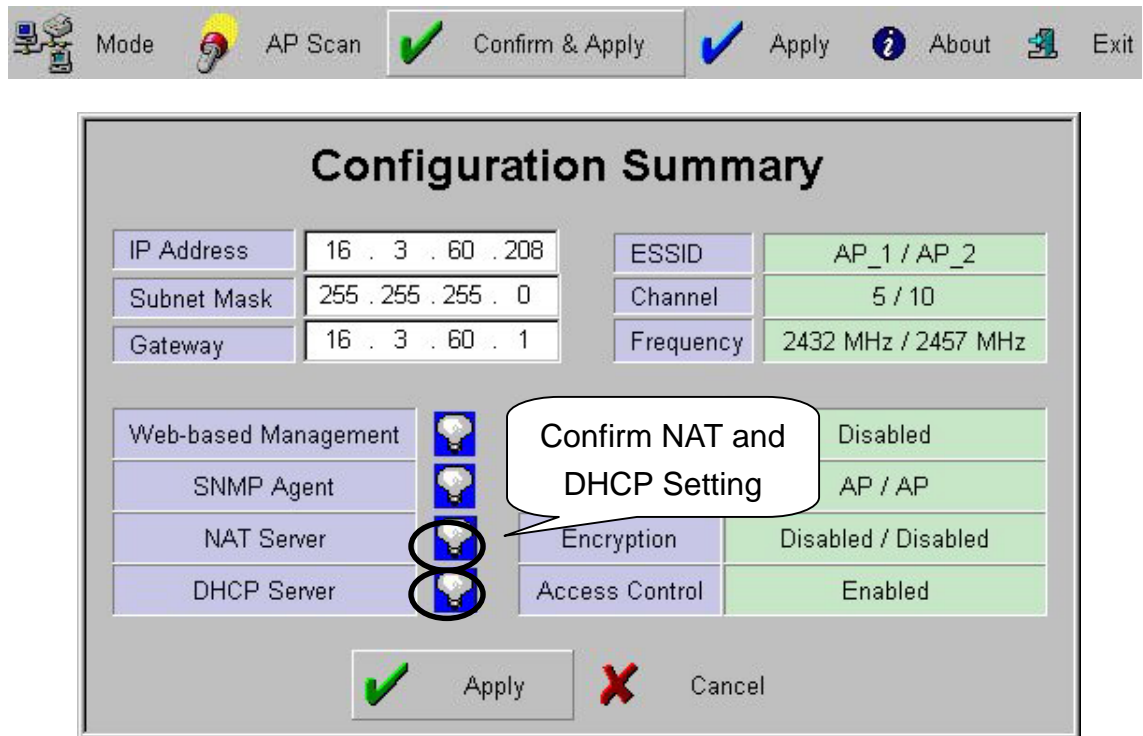 Mode AP Scan Confirm & Apply Apply About Exit
Configuration Summary
IP Address 16 . 3 . 60 . 208 ESSID AP_1 / AP_2
Subnet Mask 255 . 255 . 255 . 0 Channel 5 / 10
Gateway 16 . 3 . 60 . 1 Frequency 2432 MHz / 2457 MHz
Web-based Management Disabled
Confirm NAT and
DHCP Setting
SNMP Agent AP / AP
NAT Server Encryption Disabled / Disabled
DHCP Server Access Control Enabled
Apply Cancel